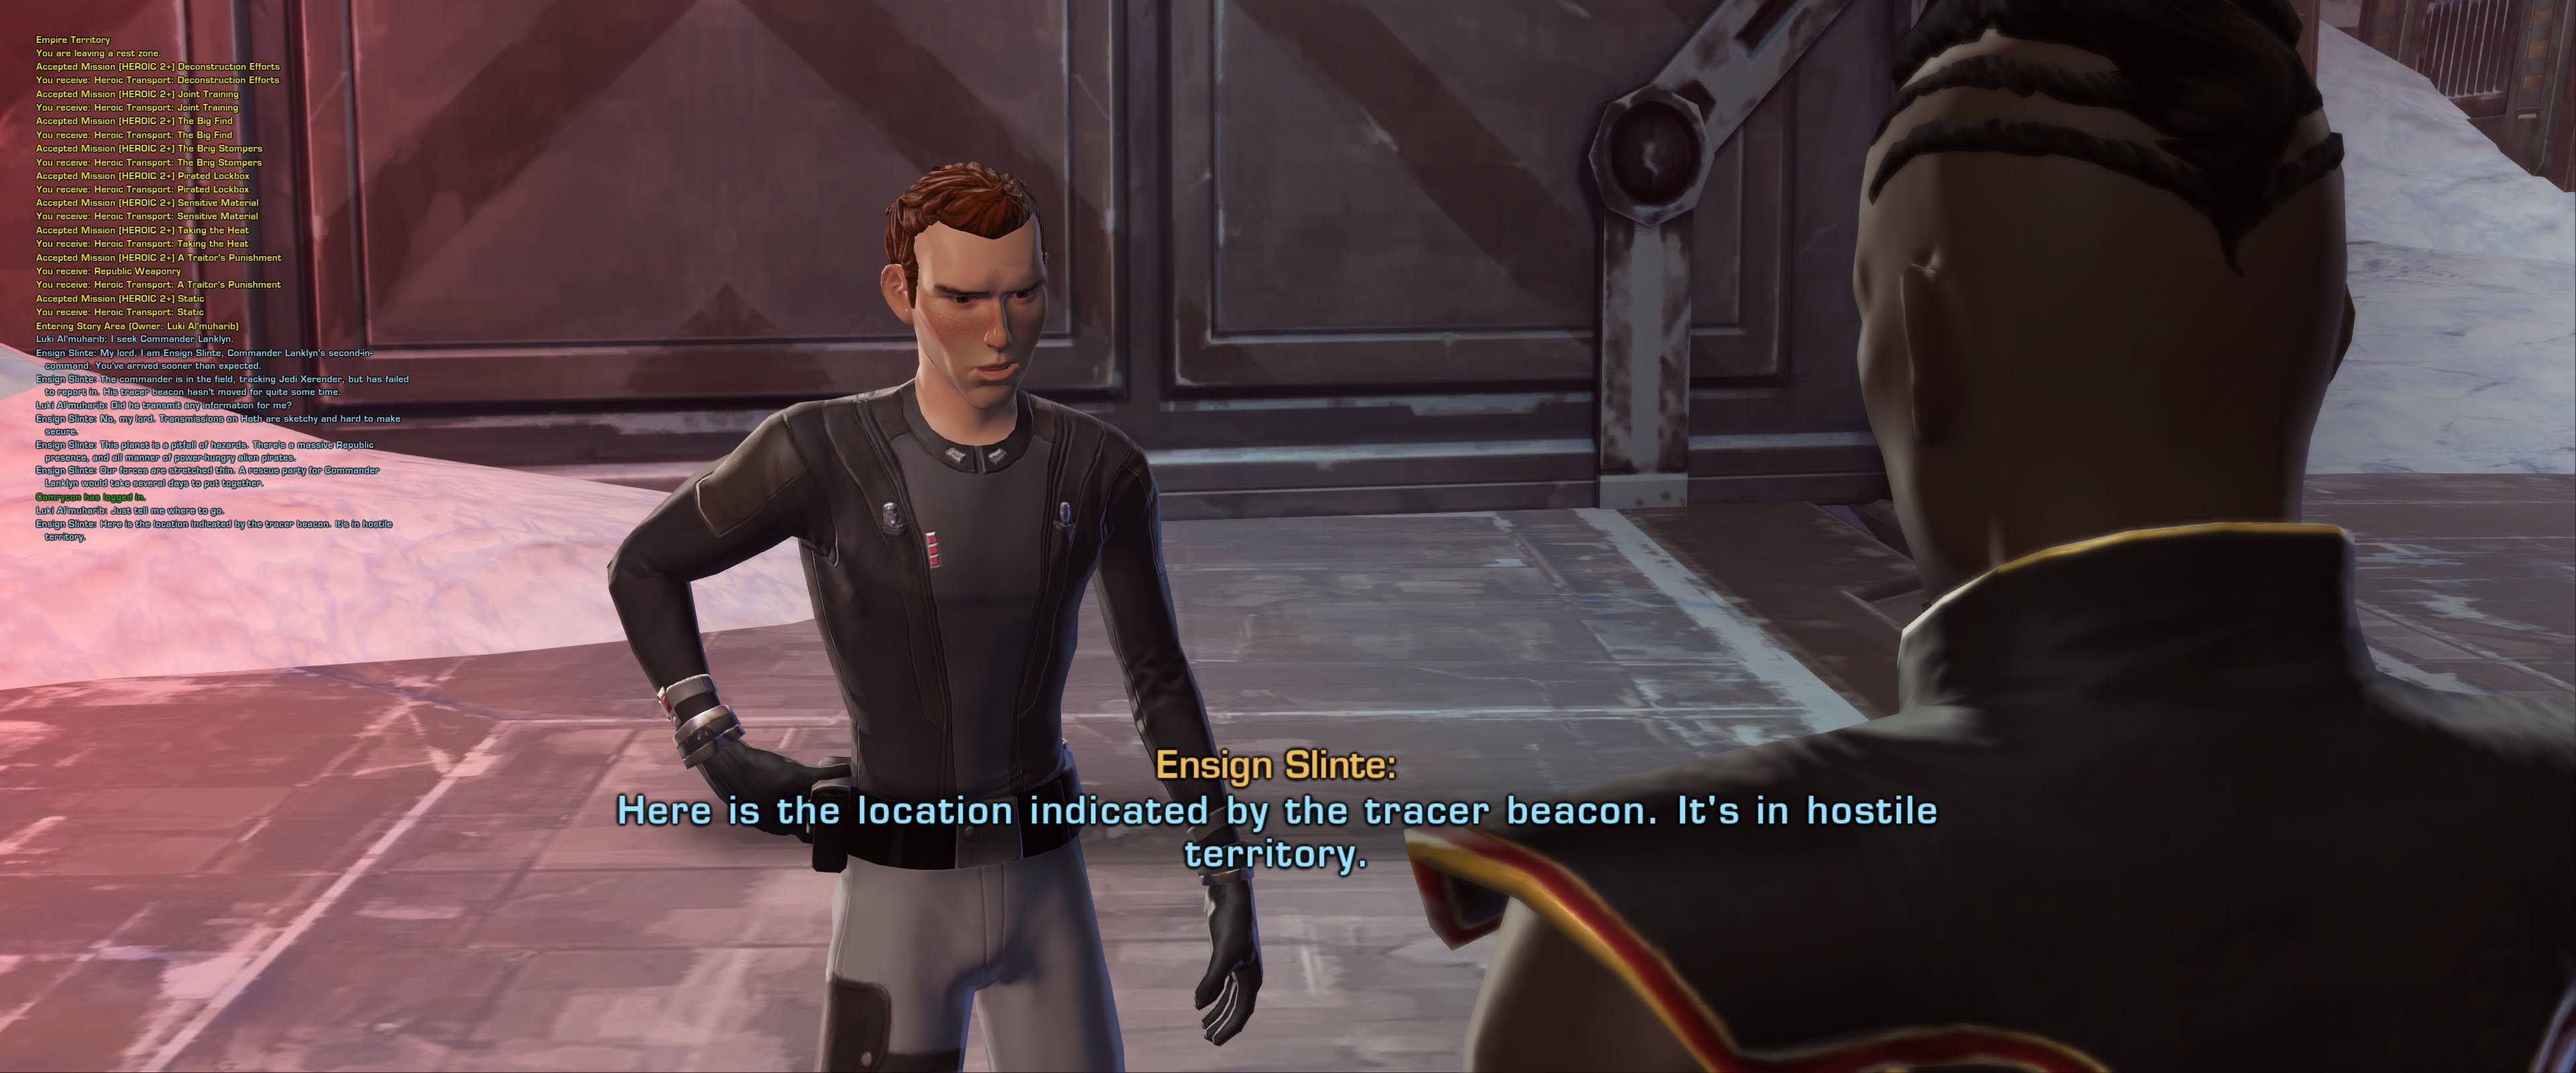 Empire Territory
You are leaving a rest zone.
Accepted Mission [HEROIC 2+] Deconstruction Efforts
You receive: Heroic Transport: Deconstruction Efforts
Accepted Mission [HEROIC 2+] Joint Training
You receive: Heroic Transport: Joint Training
Accepted Mission [HEROIC 2+] The Big Find
You receive: Heroic Transport: The Big Find
Accepted Mission [HEROIC 2+] The Brig Stompers
You receive: Heroic Transport: The Brig Stompers
Accepted Mission [HEROIC 2+] Pirated Lockbox
You receive: Heroic Transport: Pirated Lockbox
Accepted Mission [HEROIC 2+] Sensitive Material
You receive: Heroic Transport: Sensitive Material
Accepted Mission [HEROIC 2+] Taking the Heat
You receive: Heroic Transport: Taking the Heat
Accepted Mission [HEROIC 2+] A Traitor's Punishment
You receive: Republic Weaponry
You receive: Heroic Transport: A Traitor's Punishment
Accepted Mission [HEROIC 2+] Static
You receive: Heroic Transport: Static
Entering Story Area (Owner: Luki Al'muharib)
Luki Al'muharib: I seek Commander Lanklyn.
Ensign Slinte: My lord, I am Ensign Slinte, Commander Lanklyn's second-in-
command. You've arrived sooner than expected.
Ensign Slinte: The commander is in the field, tracking Jedi Xerender, but has failed
to report in. His tracer beacon hasn't moved for quite some time.
Luki Al'muharib: Did he transmit any information for me?
Ensign Slinte: No, my lord. Transmissions on Hoth are sketchy and hard to make
secure.
Ensign Slinte: This planet is a pitfall of hazards. There's a massive Republic
presence, and all manner of power-hungry alien pirates.
Ensign Slinte: Our forces are stretched thin. A rescue party for Commander
Lanklyn would take several days to put together.
Camrycon has logged in.
Luki Al'muharib: Just tell me where to go.
Ensign Slinte: Here is the location indicated by the tracer beacon. It's in hostile
territory.
Ensign Slinte:
Here is the location indicated by the tracer beacon. It's in hostile
territory.